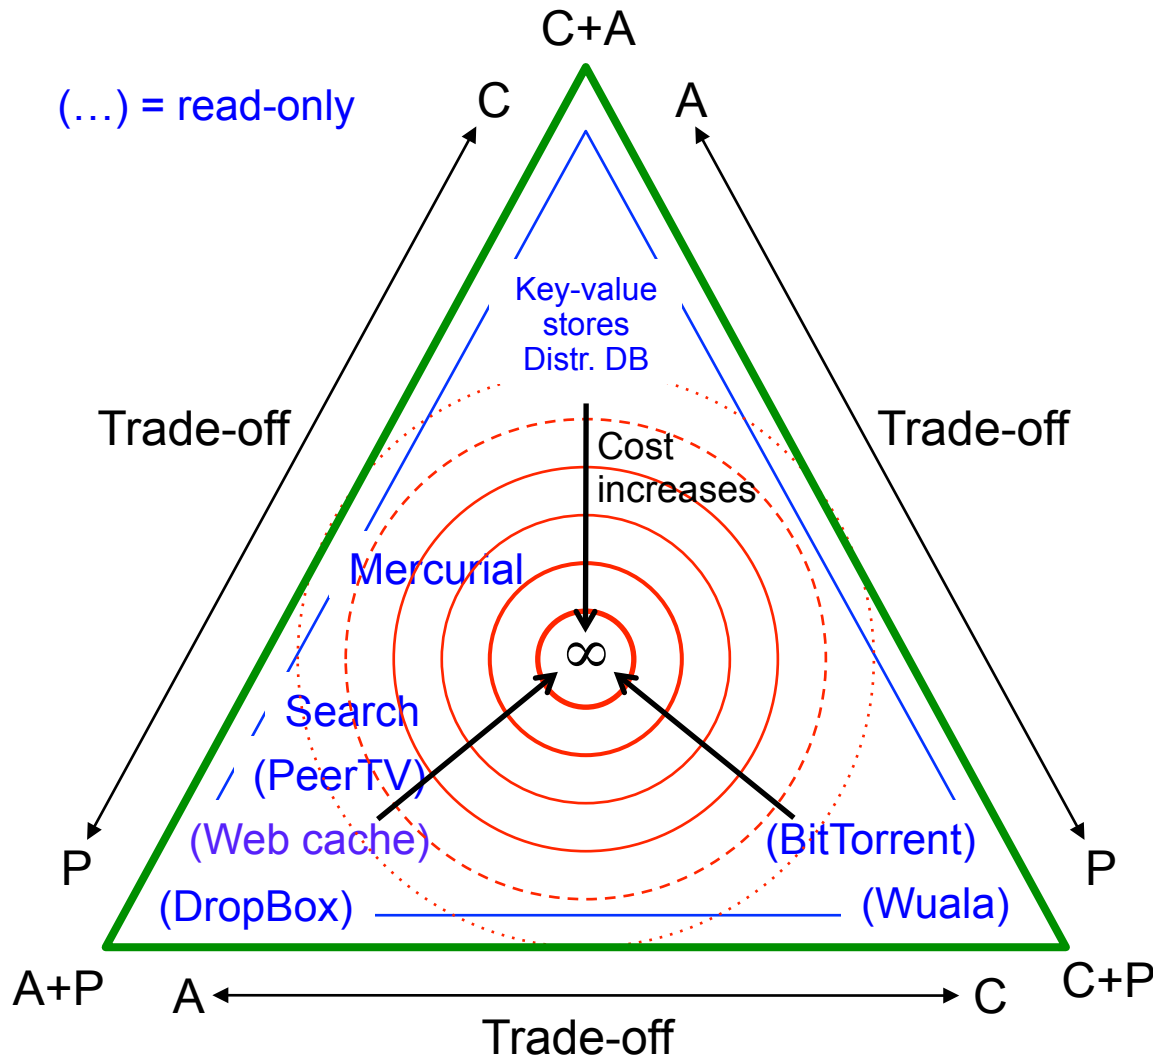 C+A
(…) = read-only
C
A
Key-value
stores
Distr. DB
Trade-off
Trade-off
Cost
increases
Mercurial
∞
Search
(PeerTV)
(Web cache)
(BitTorrent)
P
P
(DropBox)
(Wuala)
A+P
A
C
C+P
Trade-off